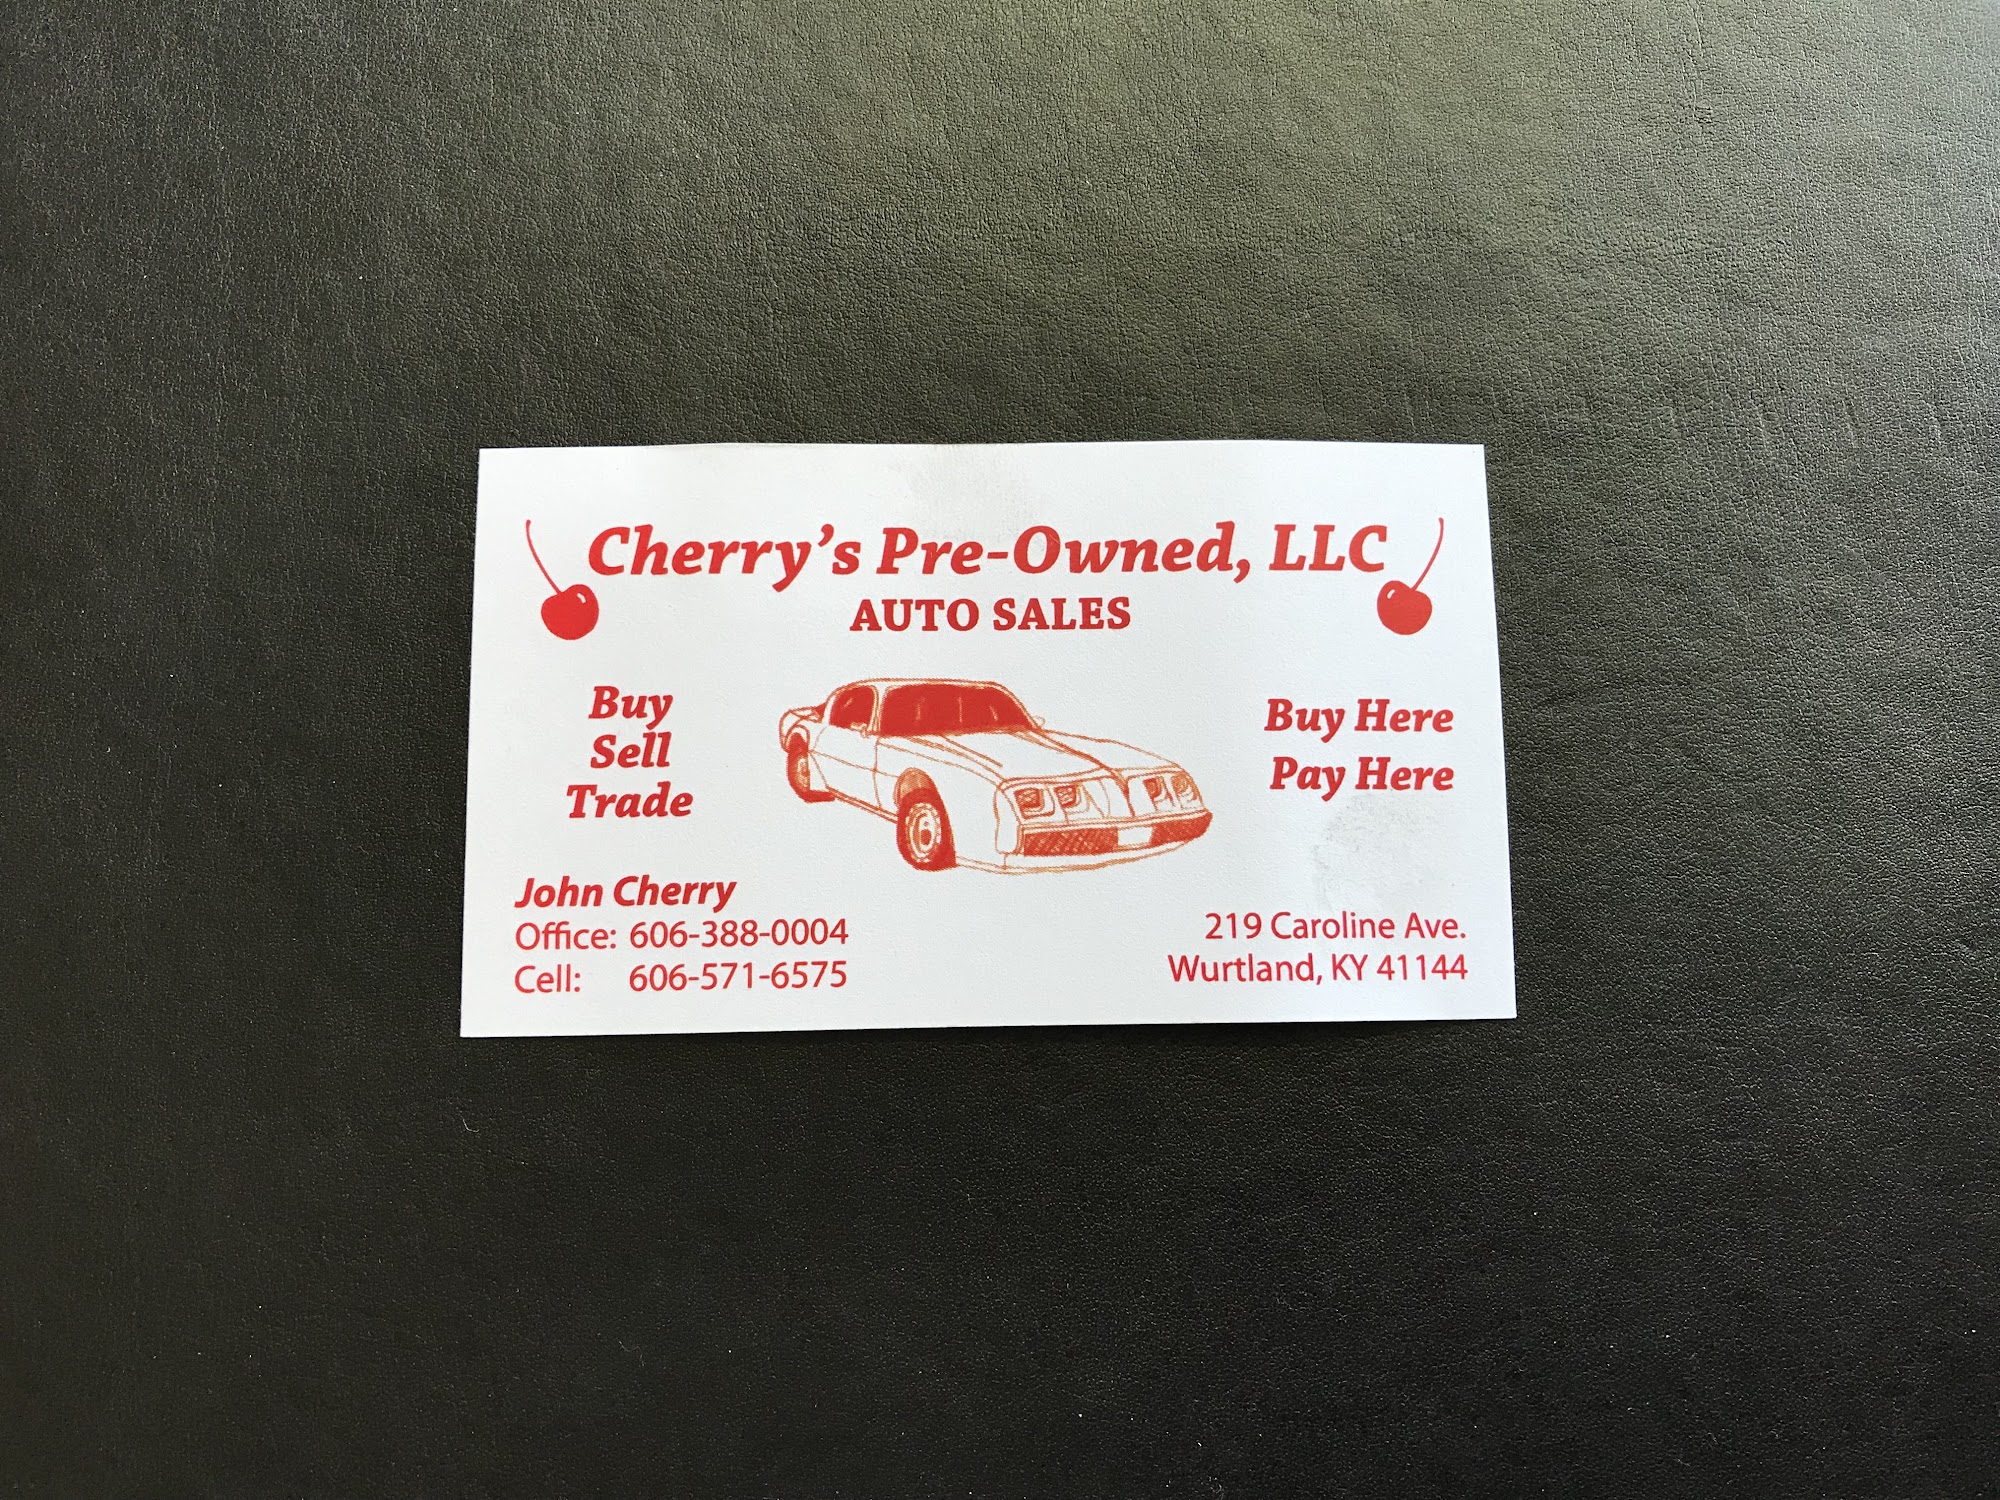 Cherry's Pre-Owned, LLC
AUTO SALES
Buy
Sell
Trade
Buy Here
Pay Here
John Cherry
Office: 606-388-0004
Cell: 606-571-6575
219 Caroline Ave.
Wurtland, KY 41144